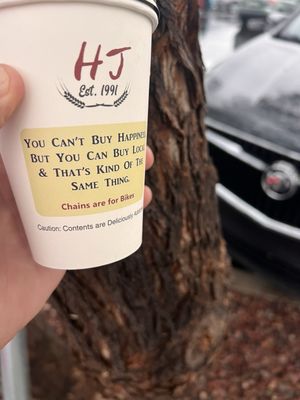 HJ
Est. 1991
You Can't Buy Happine
But You Can Buy Local
& That's Kind Of The
Same Thing.
Chains are for Bikes
Caution: Contents are Deliciously